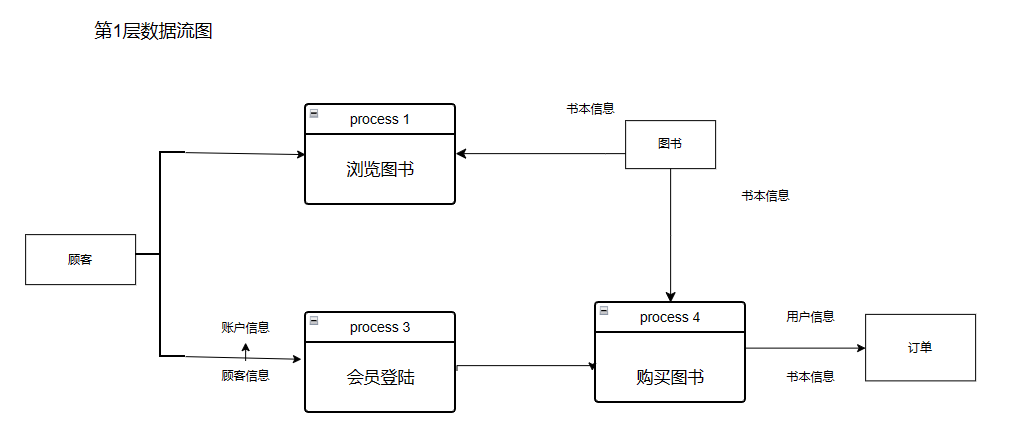 第1层数据流图
process 1
浏览图书
书本信息
图书
书本信息
顾客
账户信息
顾客信息
process 3
会员登陆
process 4
购买图书
用户信息
书本信息
订单